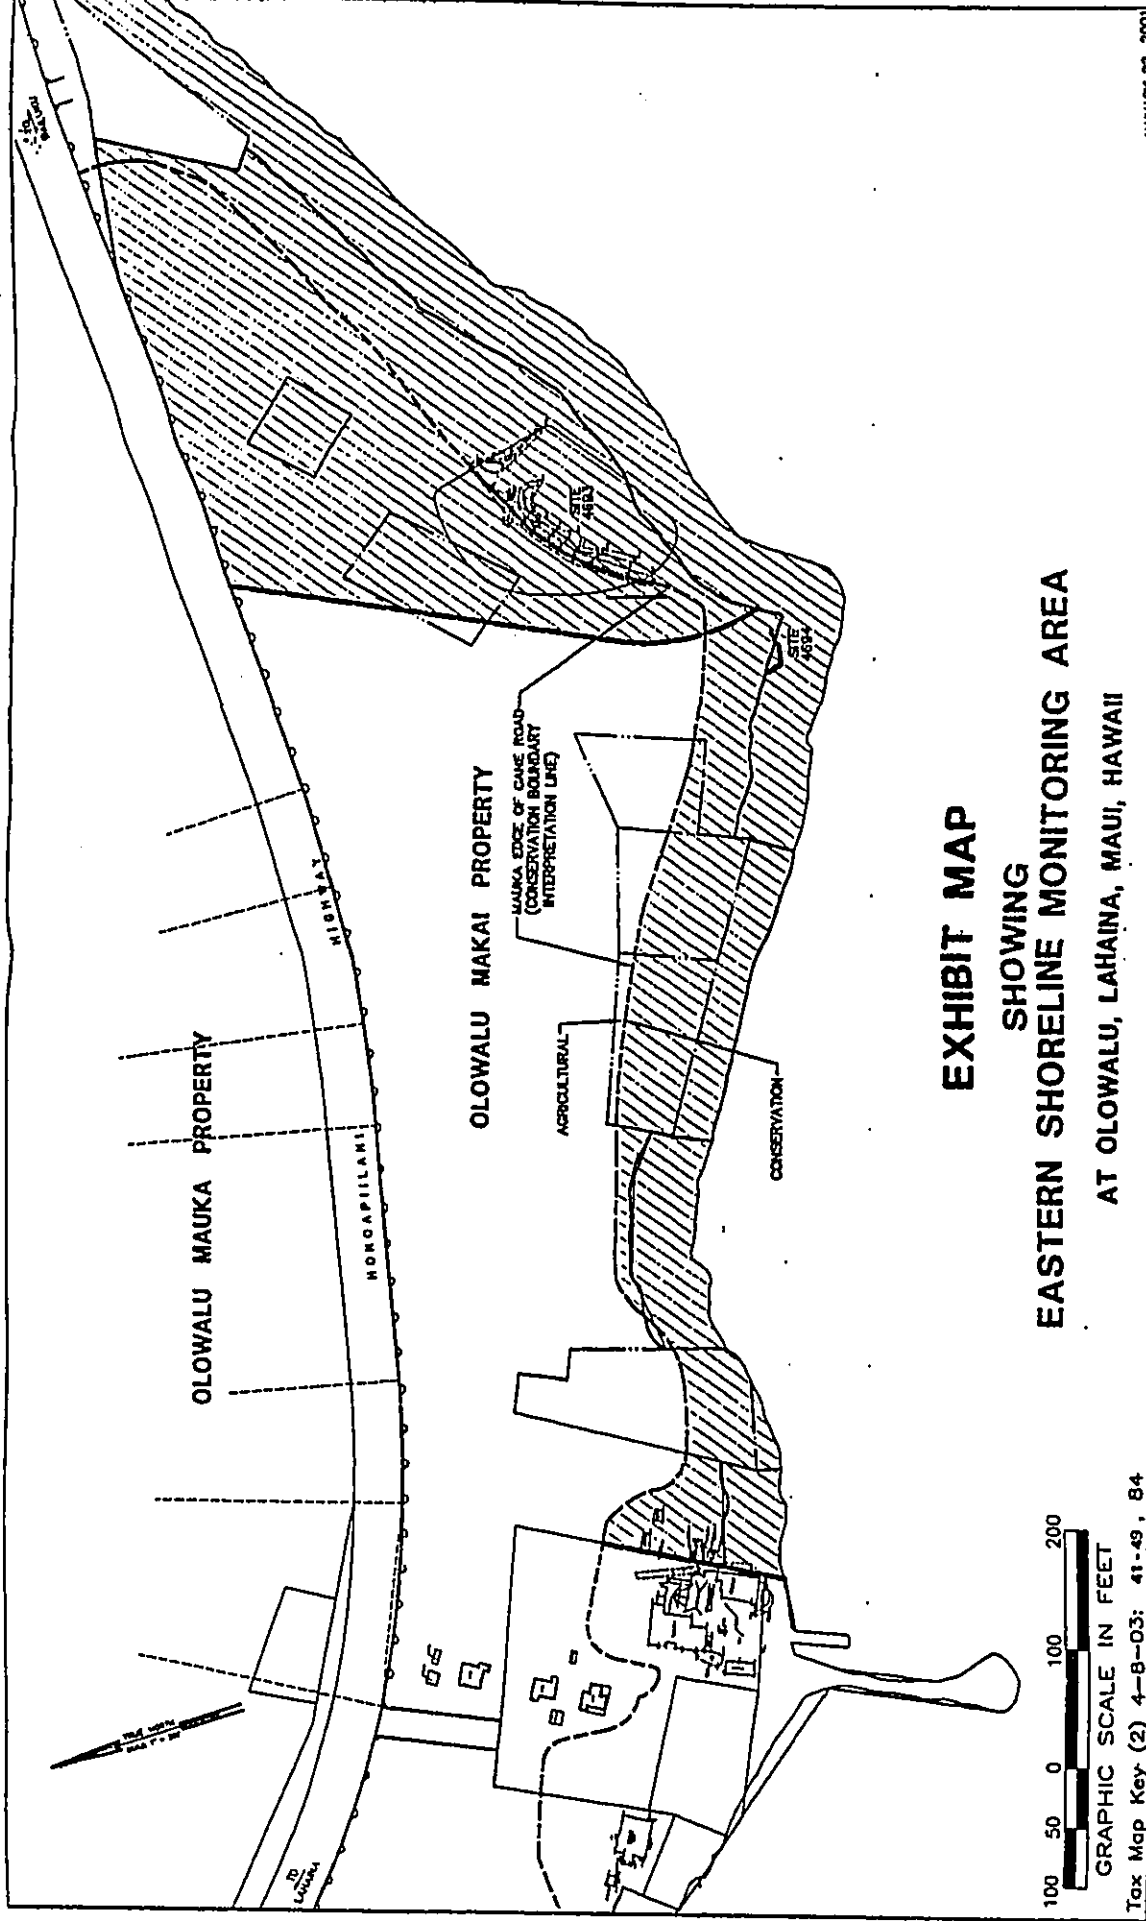 TO
LAHAINA
TRUE NORTH
OLOWALU MAUKA PROPERTY
HONOAPIILANI
HIGHWAY
OLOWALU MAKAI PROPERTY
MAUKA EDGE OF CANE ROAD
(CONSERVATION BOUNDARY
INTERPRETATION LINE)
AGRICULTURAL
CONSERVATION
SITE
4693
SITE
4694
EXHIBIT MAP
SHOWING
EASTERN SHORELINE MONITORING AREA
AT OLOWALU, LAHAINA, MAUI, HAWAII
100 50 0 100 200
GRAPHIC SCALE IN FEET
Tax Map Key (2) 4-8-03: 41-49, 84